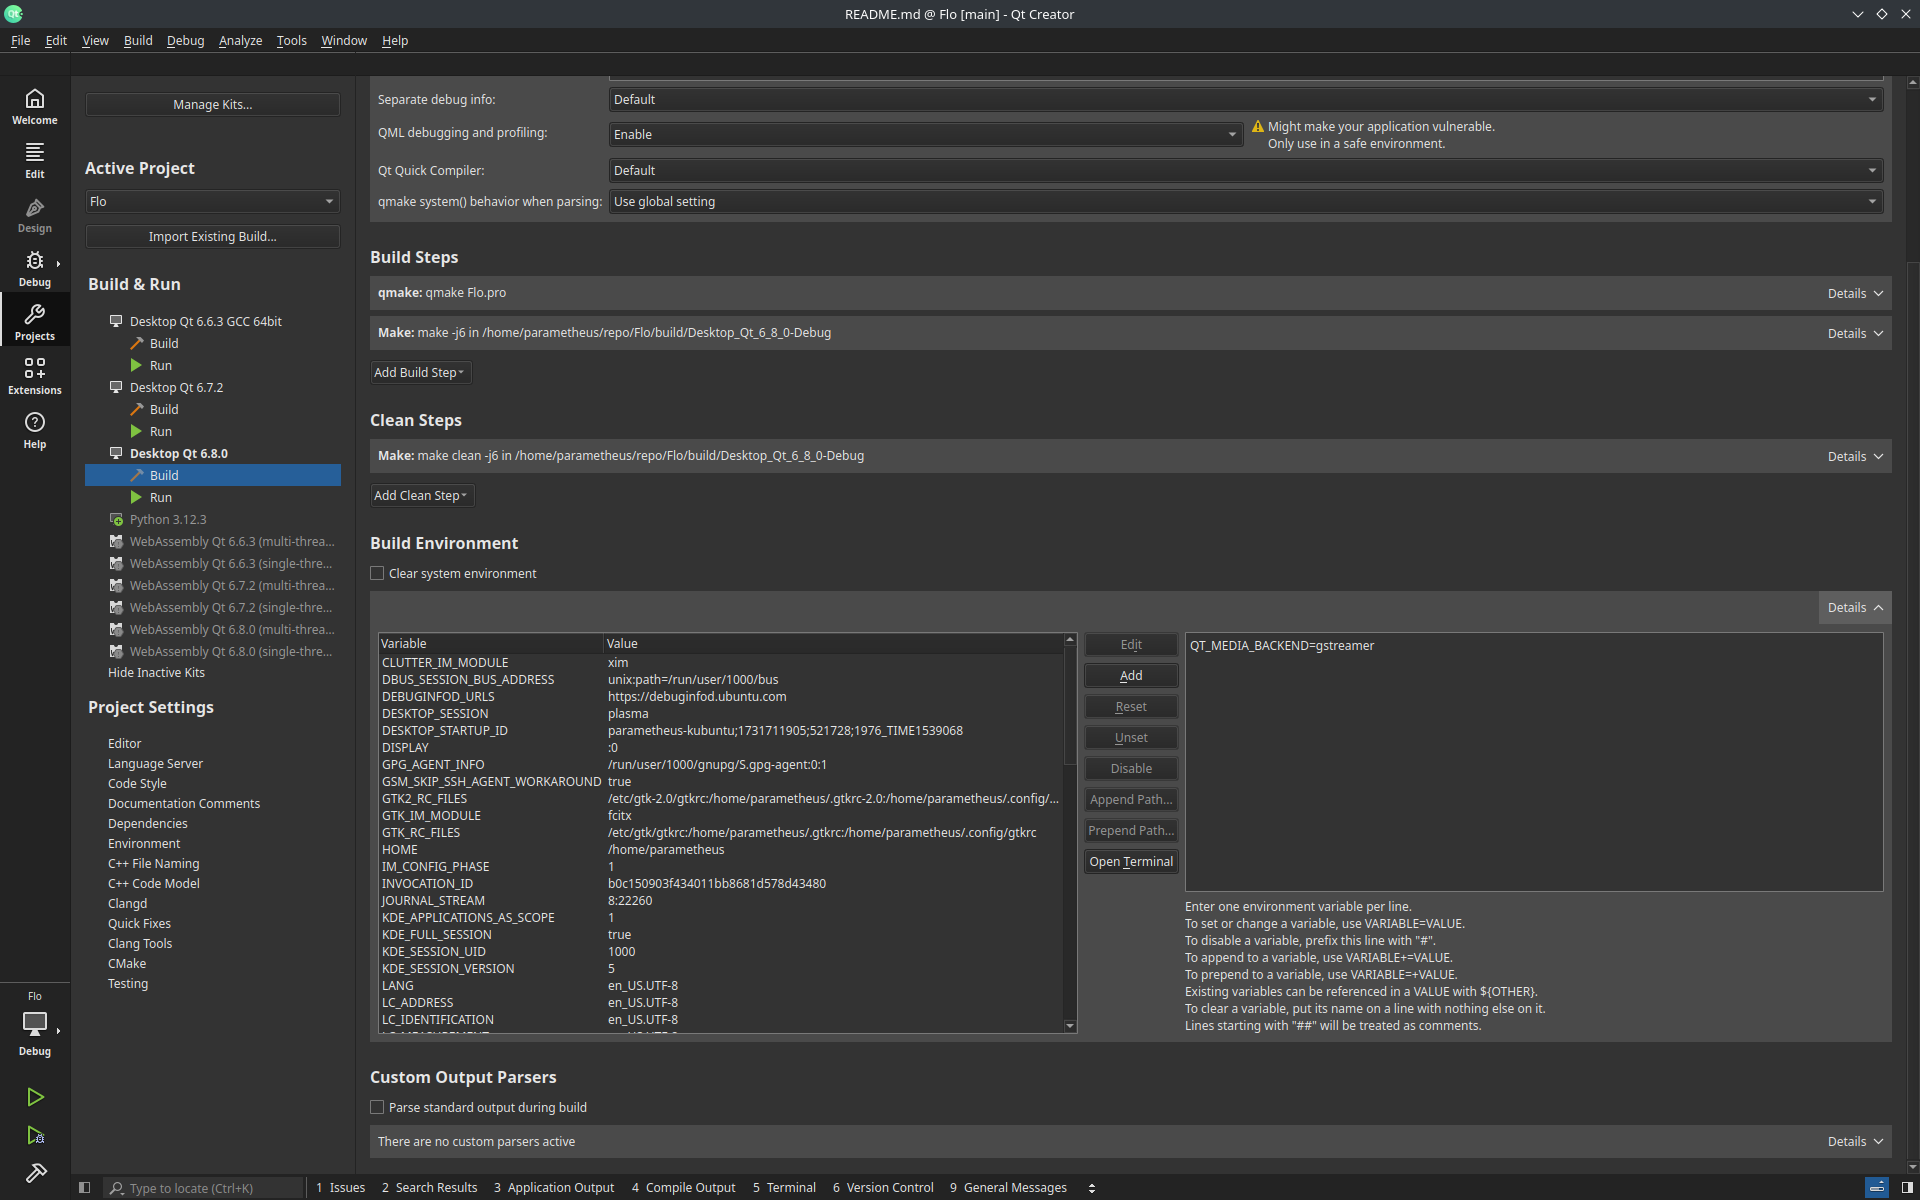 README.md @ Flo [main] - Qt Creator
File Edit View Build Debug Analyze Tools Window Help
Welcome
Edit
Design
Debug
Projects
Extensions
Help
Flo
Debug
Manage Kits...
Active Project
Flo
Import Existing Build...
Build & Run
Desktop Qt 6.6.3 GCC 64bit
Build
Run
Desktop Qt 6.7.2
Build
Run
Desktop Qt 6.8.0
Build
Run
Python 3.12.3
WebAssembly Qt 6.6.3 (multi-threa...
WebAssembly Qt 6.6.3 (single-thre...
WebAssembly Qt 6.7.2 (multi-threa...
WebAssembly Qt 6.7.2 (single-thre...
WebAssembly Qt 6.8.0 (multi-threa...
WebAssembly Qt 6.8.0 (single-thre...
Hide Inactive Kits
Project Settings
Editor
Language Server
Code Style
Documentation Comments
Dependencies
Environment
C++ File Naming
C++ Code Model
Clangd
Quick Fixes
Clang Tools
CMake
Testing
Separate debug info: Default
QML debugging and profiling: Enable
Might make your application vulnerable.
Only use in a safe environment.
Qt Quick Compiler: Default
qmake system() behavior when parsing: Use global setting
Build Steps
qmake: qmake Flo.pro Details
Make: make -j6 in /home/parametheus/repo/Flo/build/Desktop_Qt_6_8_0-Debug Details
Add Build Step
Clean Steps
Make: make clean -j6 in /home/parametheus/repo/Flo/build/Desktop_Qt_6_8_0-Debug Details
Add Clean Step
Build Environment
Clear system environment
Details
Variable Value
CLUTTER_IM_MODULE xim
DBUS_SESSION_BUS_ADDRESS unix:path=/run/user/1000/bus
DEBUGINFOD_URLS https://debuginfod.ubuntu.com
DESKTOP_SESSION plasma
DESKTOP_STARTUP_ID parametheus-kubuntu;1731711905;521728;1976_TIME1539068
DISPLAY :0
GPG_AGENT_INFO /run/user/1000/gnupg/S.gpg-agent:0:1
GSM_SKIP_SSH_AGENT_WORKAROUND true
GTK2_RC_FILES /etc/gtk-2.0/gtkrc:/home/parametheus/.gtkrc-2.0:/home/parametheus/.config/...
GTK_IM_MODULE fcitx
GTK_RC_FILES /etc/gtk/gtkrc:/home/parametheus/.gtkrc:/home/parametheus/.config/gtkrc
HOME /home/parametheus
IM_CONFIG_PHASE 1
INVOCATION_ID b0c150903f434011bb8681d578d43480
JOURNAL_STREAM 8:22260
KDE_APPLICATIONS_AS_SCOPE 1
KDE_FULL_SESSION true
KDE_SESSION_UID 1000
KDE_SESSION_VERSION 5
LANG en_US.UTF-8
LC_ADDRESS en_US.UTF-8
LC_IDENTIFICATION en_US.UTF-8
Edit
Add
Reset
Unset
Disable
Append Path...
Prepend Path...
Open Terminal
QT_MEDIA_BACKEND=gstreamer
Enter one environment variable per line.
To set or change a variable, use VARIABLE=VALUE.
To disable a variable, prefix this line with "#".
To append to a variable, use VARIABLE+=VALUE.
To prepend to a variable, use VARIABLE=+VALUE.
Existing variables can be referenced in a VALUE with ${OTHER}.
To clear a variable, put its name on a line with nothing else on it.
Lines starting with "##" will be treated as comments.
Custom Output Parsers
Parse standard output during build
There are no custom parsers active Details
Type to locate (Ctrl+K) 1 Issues 2 Search Results 3 Application Output 4 Compile Output 5 Terminal 6 Version Control 9 General Messages